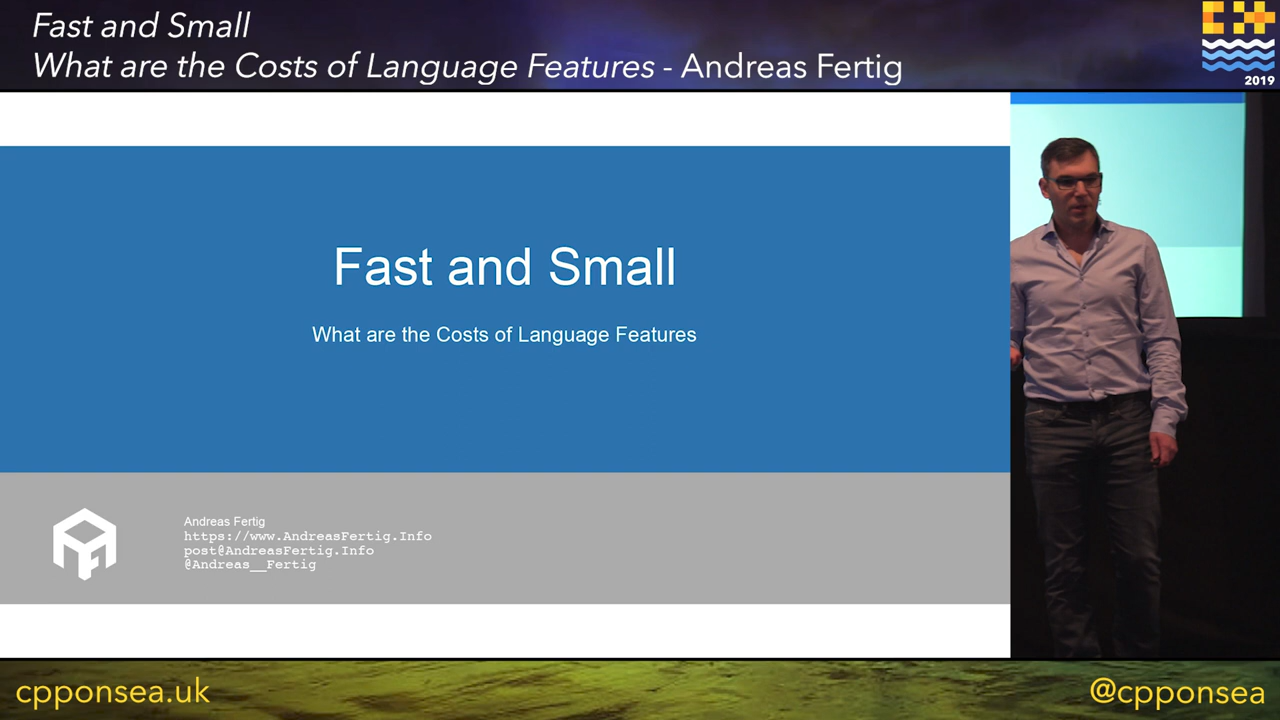 Fast and Small
What are the Costs of Language Features - Andreas Fertig
2019
Fast and Small
What are the Costs of Language Features
Andreas Fertig
https://www.AndreasFertig.Info
post@AndreasFertig.Info
@Andreas__Fertig
cpponsea.uk
@cpponsea